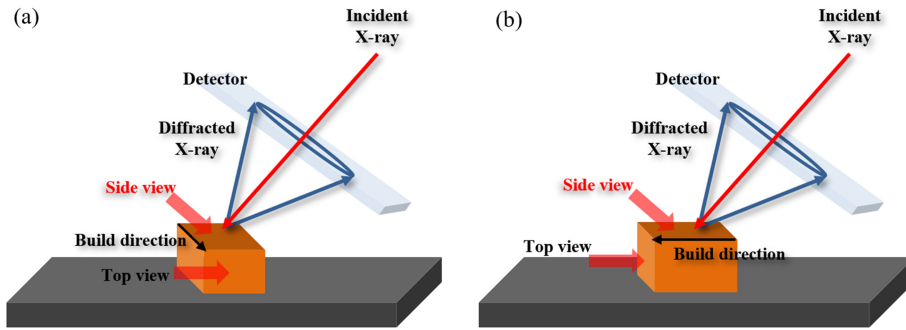 (a)
Incident
X-ray
Detector
Diffracted
X-ray
Side view
Build direction
Top view
(b)
Incident
X-ray
Detector
Diffracted
X-ray
Side view
Top view
Build direction